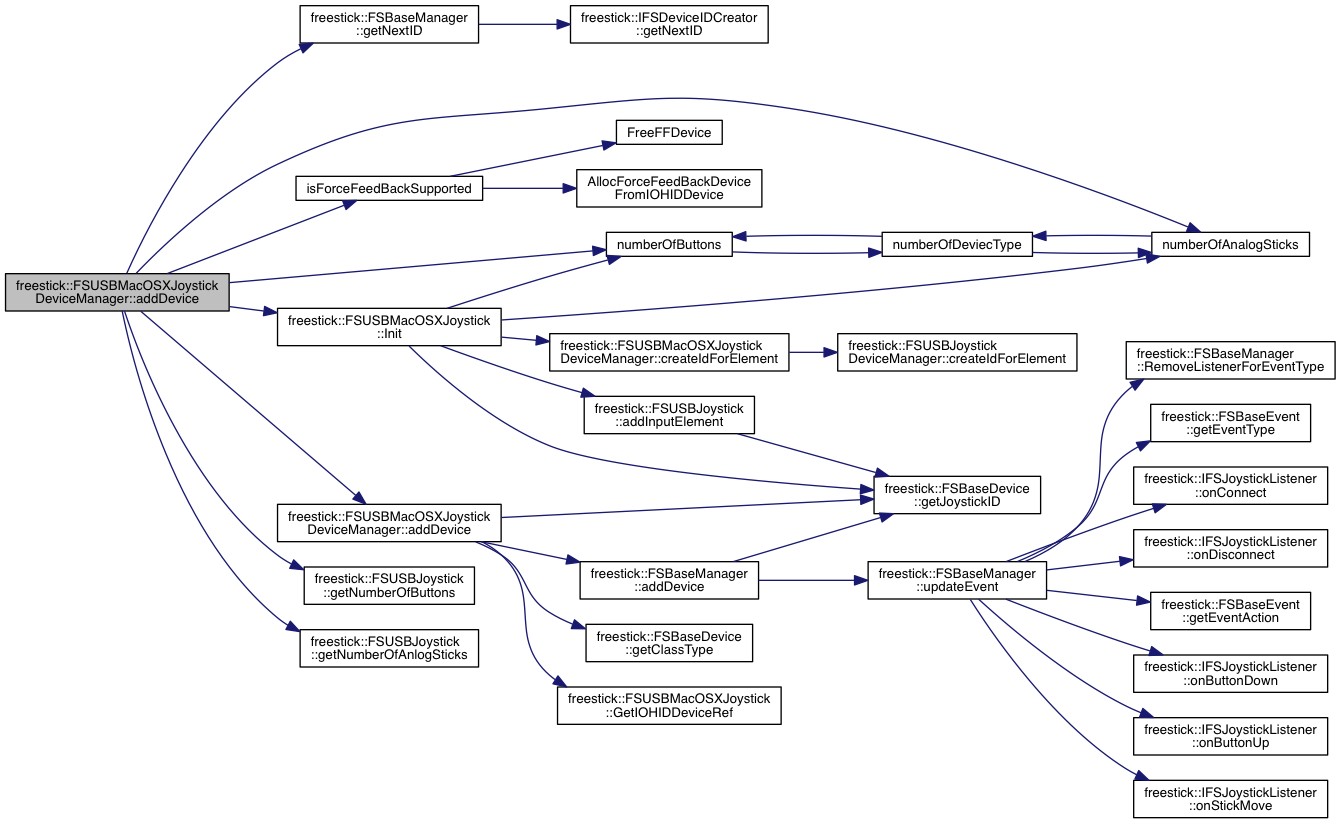 freestick::FSBaseManager
::getNextID
freestick::IFSDeviceIDCreator
::getNextID
FreeFFDevice
isForceFeedBackSupported
AllocForceFeedBackDevice
FromIOHIDDevice
numberOfButtons
numberOfDeviecType
numberOfAnalogSticks
freestick::FSUSBMacOSXJoystick
DeviceManager::addDevice
freestick::FSUSBMacOSXJoystick
::Init
freestick::FSUSBMacOSXJoystick
DeviceManager::createIdForElement
freestick::FSUSBJoystick
DeviceManager::createIdForElement
freestick::FSBaseManager
::RemoveListenerForEventType
freestick::FSUSBJoystick
::addInputElement
freestick::FSBaseEvent
::getEventType
freestick::FSBaseDevice
::getJoystickID
freestick::IFSJoystickListener
::onConnect
freestick::FSUSBMacOSXJoystick
DeviceManager::addDevice
freestick::IFSJoystickListener
::onDisconnect
freestick::FSUSBJoystick
::getNumberOfButtons
freestick::FSBaseManager
::addDevice
freestick::FSBaseManager
::updateEvent
freestick::FSBaseEvent
::getEventAction
freestick::FSUSBJoystick
::getNumberOfAnlogSticks
freestick::FSBaseDevice
::getClassType
freestick::IFSJoystickListener
::onButtonDown
freestick::FSUSBMacOSXJoystick
::GetIOHIDDeviceRef
freestick::IFSJoystickListener
::onButtonUp
freestick::IFSJoystickListener
::onStickMove